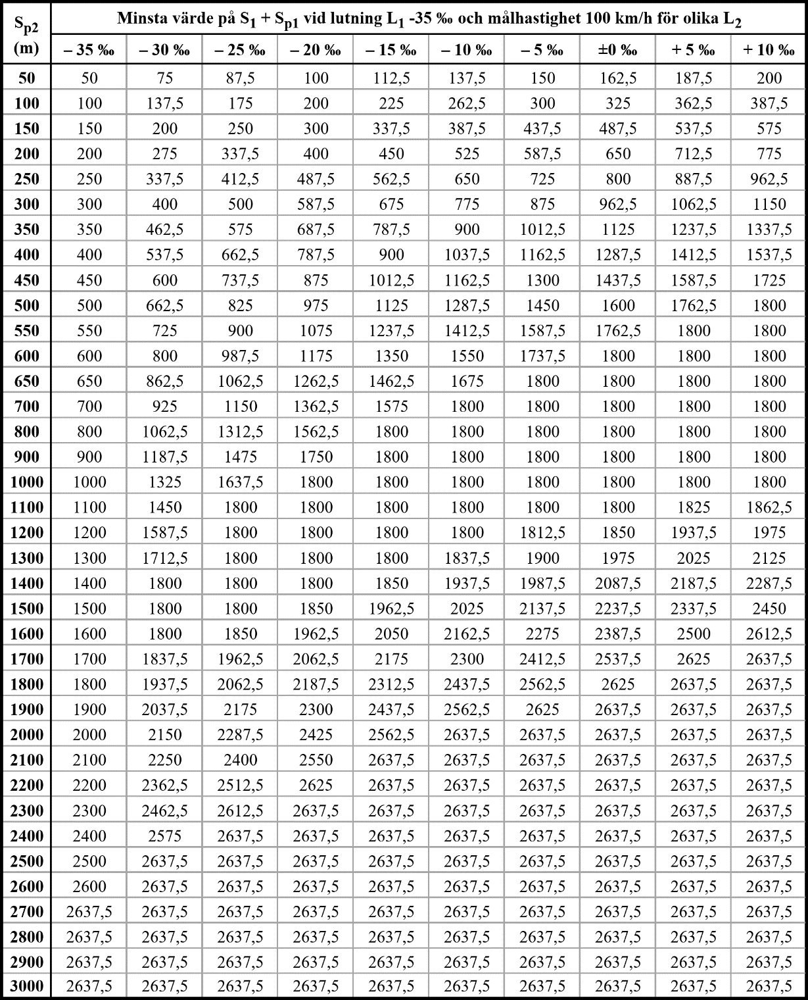 S_p2 (m) Minsta värde på S_1 + S_p1 vid lutning L_1 -35 ‰ och målhastighet 100 km/h för olika L_2
– 35 ‰ – 30 ‰ – 25 ‰ – 20 ‰ – 15 ‰ – 10 ‰ – 5 ‰ ±0 ‰ + 5 ‰ + 10 ‰
50 50 75 87,5 100 112,5 137,5 150 162,5 187,5 200
100 100 137,5 175 200 225 262,5 300 325 362,5 387,5
150 150 200 250 300 337,5 387,5 437,5 487,5 537,5 575
200 200 275 337,5 400 450 525 587,5 650 712,5 775
250 250 337,5 412,5 487,5 562,5 650 725 800 887,5 962,5
300 300 400 500 587,5 675 775 875 962,5 1062,5 1150
350 350 462,5 575 687,5 787,5 900 1012,5 1125 1237,5 1337,5
400 400 537,5 662,5 787,5 900 1037,5 1162,5 1287,5 1412,5 1537,5
450 450 600 737,5 875 1012,5 1162,5 1300 1437,5 1587,5 1725
500 500 662,5 825 975 1125 1287,5 1450 1600 1762,5 1800
550 550 725 900 1075 1237,5 1412,5 1587,5 1762,5 1800 1800
600 600 800 987,5 1175 1350 1550 1737,5 1800 1800 1800
650 650 862,5 1062,5 1262,5 1462,5 1675 1800 1800 1800 1800
700 700 925 1150 1362,5 1575 1800 1800 1800 1800 1800
800 800 1062,5 1312,5 1562,5 1800 1800 1800 1800 1800 1800
900 900 1187,5 1475 1750 1800 1800 1800 1800 1800 1800
1000 1000 1325 1637,5 1800 1800 1800 1800 1800 1800 1800
1100 1100 1450 1800 1800 1800 1800 1800 1800 1825 1862,5
1200 1200 1587,5 1800 1800 1800 1800 1812,5 1850 1937,5 1975
1300 1300 1712,5 1800 1800 1800 1837,5 1900 1975 2025 2125
1400 1400 1800 1800 1800 1850 1937,5 1987,5 2087,5 2187,5 2287,5
1500 1500 1800 1800 1850 1962,5 2025 2137,5 2237,5 2337,5 2450
1600 1600 1800 1850 1962,5 2050 2162,5 2275 2387,5 2500 2612,5
1700 1700 1837,5 1962,5 2062,5 2175 2300 2412,5 2537,5 2625 2637,5
1800 1800 1937,5 2062,5 2187,5 2312,5 2437,5 2562,5 2625 2637,5 2637,5
1900 1900 2037,5 2175 2300 2437,5 2562,5 2625 2637,5 2637,5 2637,5
2000 2000 2150 2287,5 2425 2562,5 2637,5 2637,5 2637,5 2637,5 2637,5
2100 2100 2250 2400 2550 2637,5 2637,5 2637,5 2637,5 2637,5 2637,5
2200 2200 2362,5 2512,5 2625 2637,5 2637,5 2637,5 2637,5 2637,5 2637,5
2300 2300 2462,5 2612,5 2637,5 2637,5 2637,5 2637,5 2637,5 2637,5 2637,5
2400 2400 2575 2637,5 2637,5 2637,5 2637,5 2637,5 2637,5 2637,5 2637,5
2500 2500 2637,5 2637,5 2637,5 2637,5 2637,5 2637,5 2637,5 2637,5 2637,5
2600 2600 2637,5 2637,5 2637,5 2637,5 2637,5 2637,5 2637,5 2637,5 2637,5
2700 2637,5 2637,5 2637,5 2637,5 2637,5 2637,5 2637,5 2637,5 2637,5 2637,5
2800 2637,5 2637,5 2637,5 2637,5 2637,5 2637,5 2637,5 2637,5 2637,5 2637,5
2900 2637,5 2637,5 2637,5 2637,5 2637,5 2637,5 2637,5 2637,5 2637,5 2637,5
3000 2637,5 2637,5 2637,5 2637,5 2637,5 2637,5 2637,5 2637,5 2637,5 2637,5